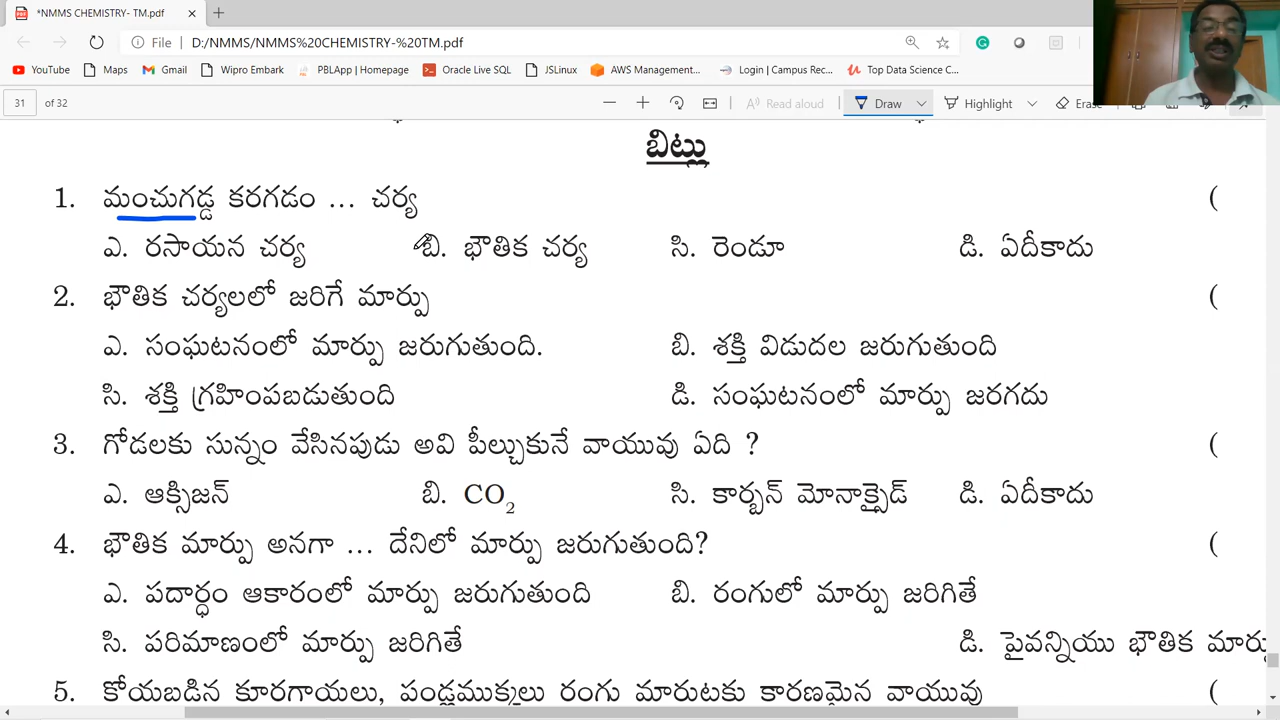 *NMMS CHEMISTRY- TM.pdf
File D:/NMMS/NMMS%20CHEMISTRY-%20TM.pdf
YouTube Maps Gmail Wipro Embark PBLApp | Homepage Oracle Live SQL JSLinux AWS Management... Login | Campus Rec... Top Data Science C...
31 of 32 Read aloud Draw Highlight Erase
బిట్లు
1. మంచుగడ్డ కరగడం ... చర్య (
ఎ. రసాయన చర్య బి. భౌతిక చర్య సి. రెండూ డి. ఏదీకాదు
2. భౌతిక చర్యలలో జరిగే మార్పు (
ఎ. సంఘటనంలో మార్పు జరుగుతుంది. బి. శక్తి విడుదల జరుగుతుంది
సి. శక్తి గ్రహింపబడుతుంది డి. సంఘటనంలో మార్పు జరగదు
3. గోడలకు సున్నం వేసినపుడు అవి పీల్చుకునే వాయువు ఏది ? (
ఎ. ఆక్సిజన్ బి. CO2 సి. కార్బన్ మోనాక్సైడ్ డి. ఏదీకాదు
4. భౌతిక మార్పు అనగా ... దేనిలో మార్పు జరుగుతుంది? (
ఎ. పదార్ధం ఆకారంలో మార్పు జరుగుతుంది బి. రంగులో మార్పు జరిగితే
సి. పరిమాణంలో మార్పు జరిగితే డి. పైవన్నియు భౌతిక మార్పు
5. కోయబడిన కూరగాయలు, పండ్లముక్కలు రంగు మారుటకు కారణమైన వాయువు (